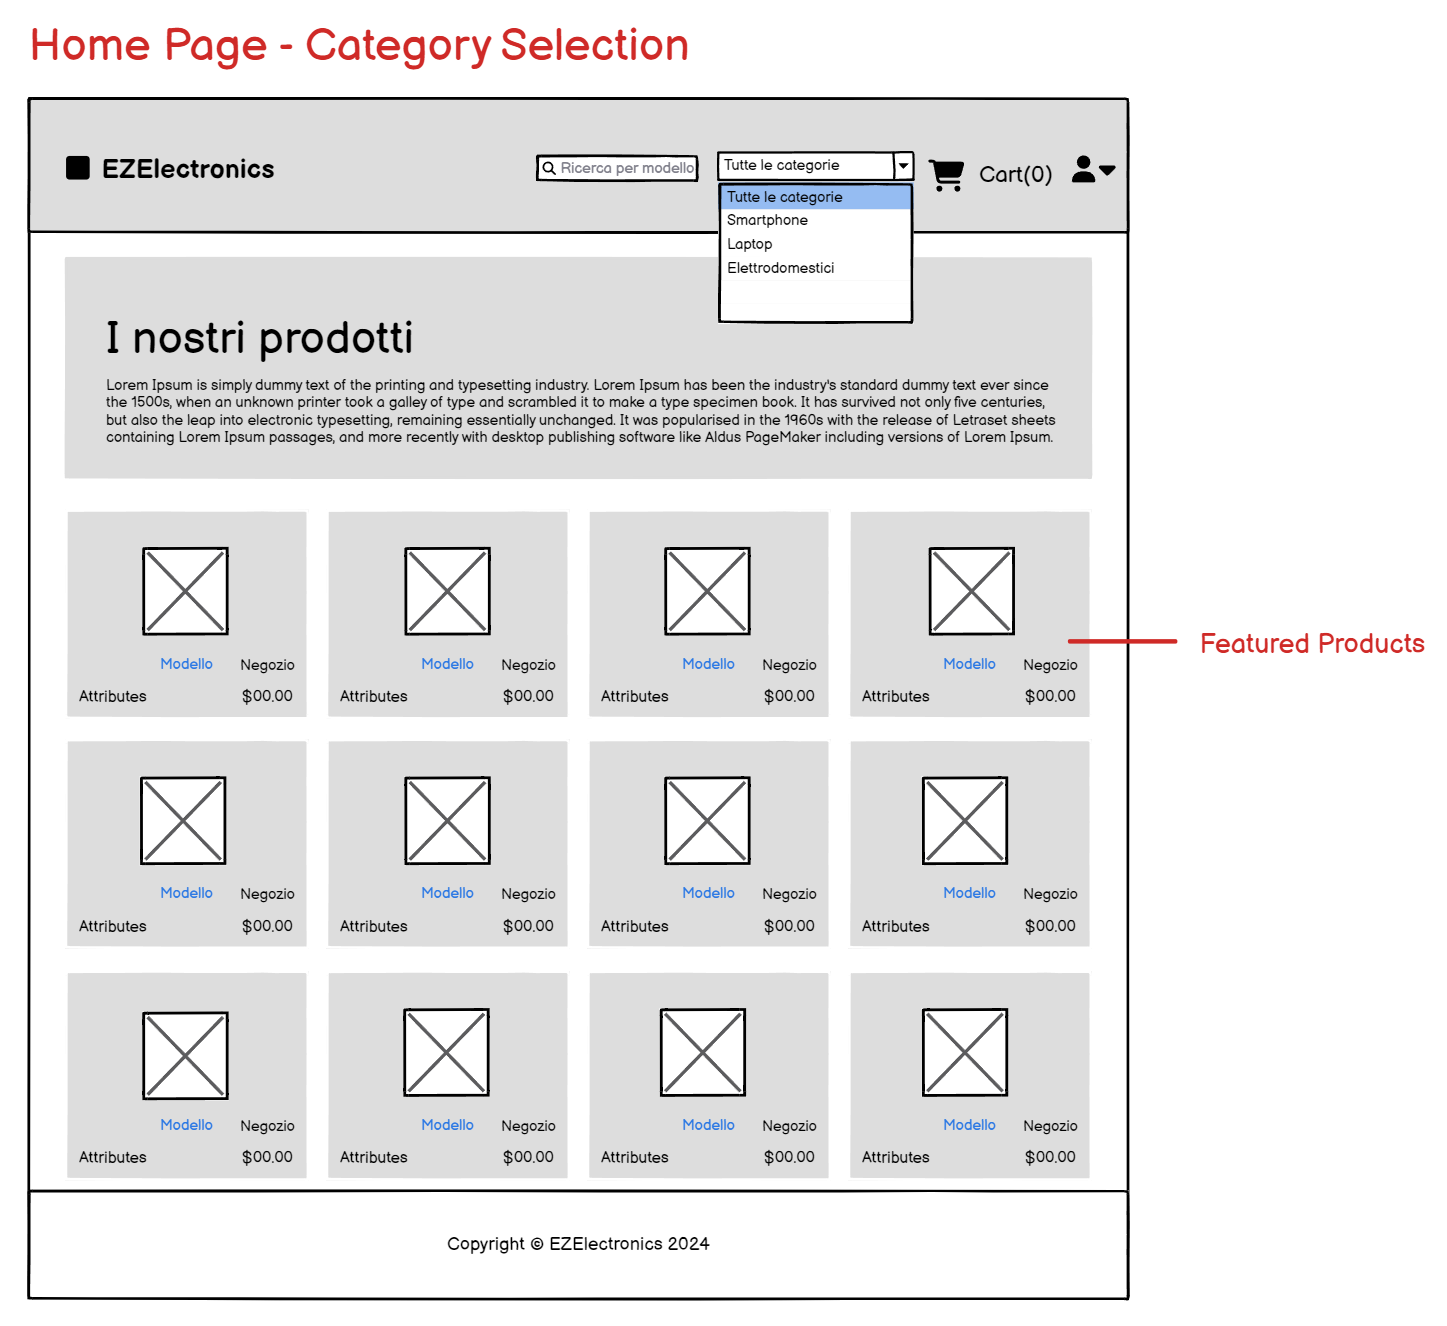 Home Page - Category Selection
EZElectronics
Ricerca per modello
Tutte le categorie
Cart(0)
Tutte le categorie
Smartphone
Laptop
Elettrodomestici
I nostri prodotti
Lorem Ipsum is simply dummy text of the printing and typesetting industry. Lorem Ipsum has been the industry's standard dummy text ever since
the 1500s, when an unknown printer took a galley of type and scrambled it to make a type specimen book. It has survived not only five centuries,
but also the leap into electronic typesetting, remaining essentially unchanged. It was popularised in the 1960s with the release of Letraset sheets
containing Lorem Ipsum passages, and more recently with desktop publishing software like Aldus PageMaker including versions of Lorem Ipsum.
Modello Negozio
Attributes $00.00
Modello Negozio
Attributes $00.00
Modello Negozio
Attributes $00.00
Modello Negozio
Attributes $00.00
Featured Products
Modello Negozio
Attributes $00.00
Modello Negozio
Attributes $00.00
Modello Negozio
Attributes $00.00
Modello Negozio
Attributes $00.00
Modello Negozio
Attributes $00.00
Modello Negozio
Attributes $00.00
Modello Negozio
Attributes $00.00
Modello Negozio
Attributes $00.00
Copyright © EZElectronics 2024